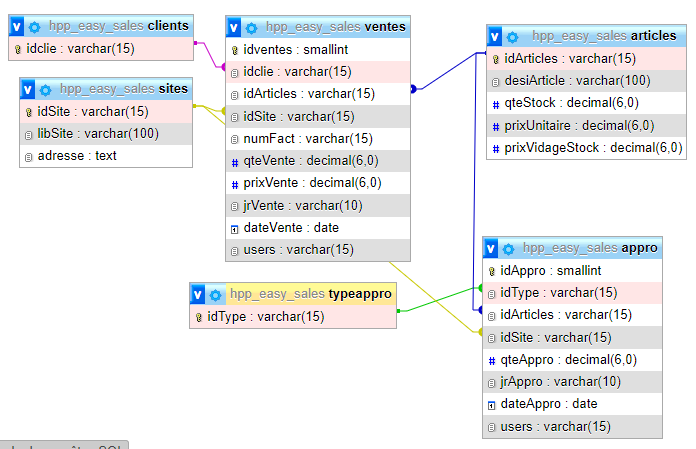 v hpp_easy_sales clients
idclie : varchar(15)
v hpp_easy_sales sites
idSite : varchar(15)
libSite : varchar(100)
adresse : text
v hpp_easy_sales ventes
idventes : smallint
idclie : varchar(15)
idArticles : varchar(15)
idSite : varchar(15)
numFact : varchar(15)
# qteVente : decimal(6,0)
# prixVente : decimal(6,0)
jrVente : varchar(10)
dateVente : date
users : varchar(15)
v hpp_easy_sales articles
idArticles : varchar(15)
desiArticle : varchar(100)
# qteStock : decimal(6,0)
# prixUnitaire : decimal(6,0)
# prixVidageStock : decimal(6,0)
v hpp_easy_sales typeappro
idType : varchar(15)
v hpp_easy_sales appro
idAppro : smallint
idType : varchar(15)
idArticles : varchar(15)
idSite : varchar(15)
# qteAppro : decimal(6,0)
jrAppro : varchar(10)
dateAppro : date
users : varchar(15)